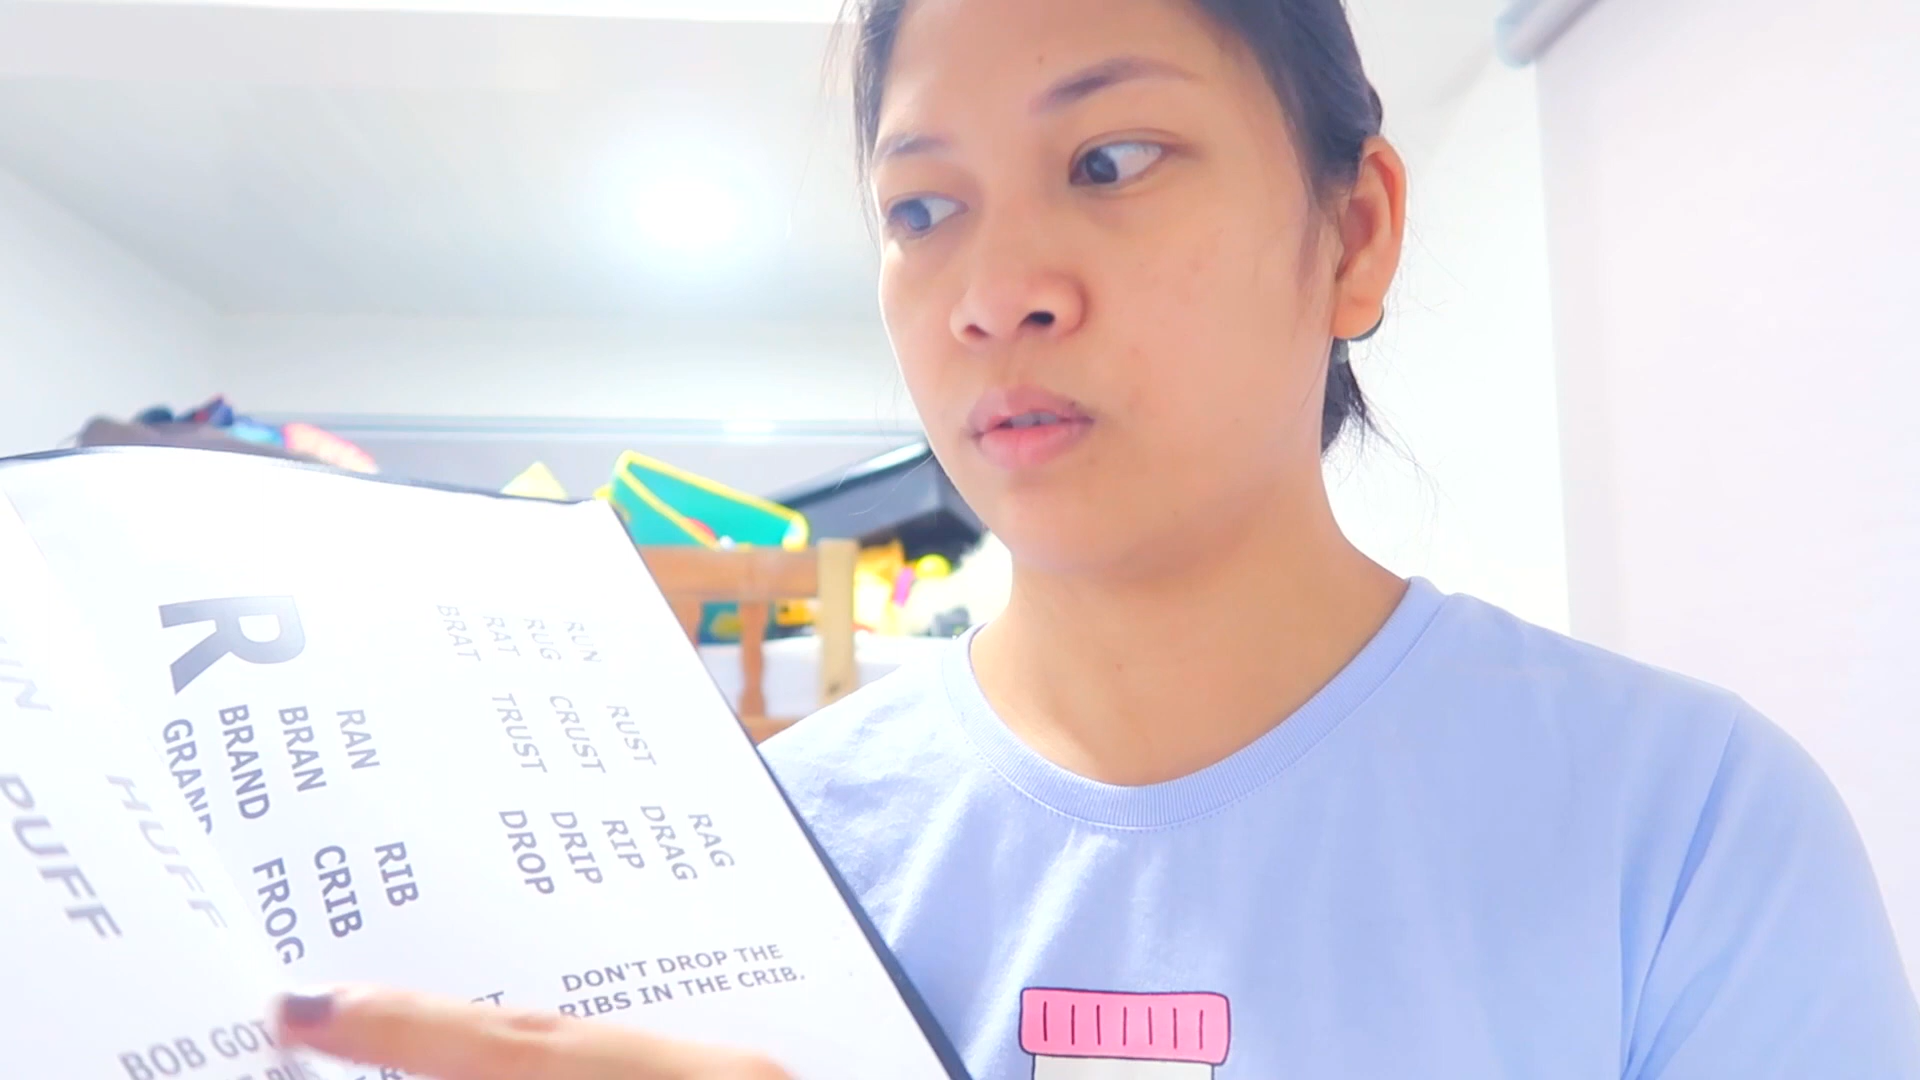 R
RUN
RUG
RAT
BRAT
RUST
CRUST
TRUST
RAG
DRAG
RIP
DRIP
DROP
RAN
BRAN
BRAND
GRAND
RIB
CRIB
FROG
DON'T DROP THE
RIBS IN THE CRIB.
HUFF
PUFF
BOB GOT